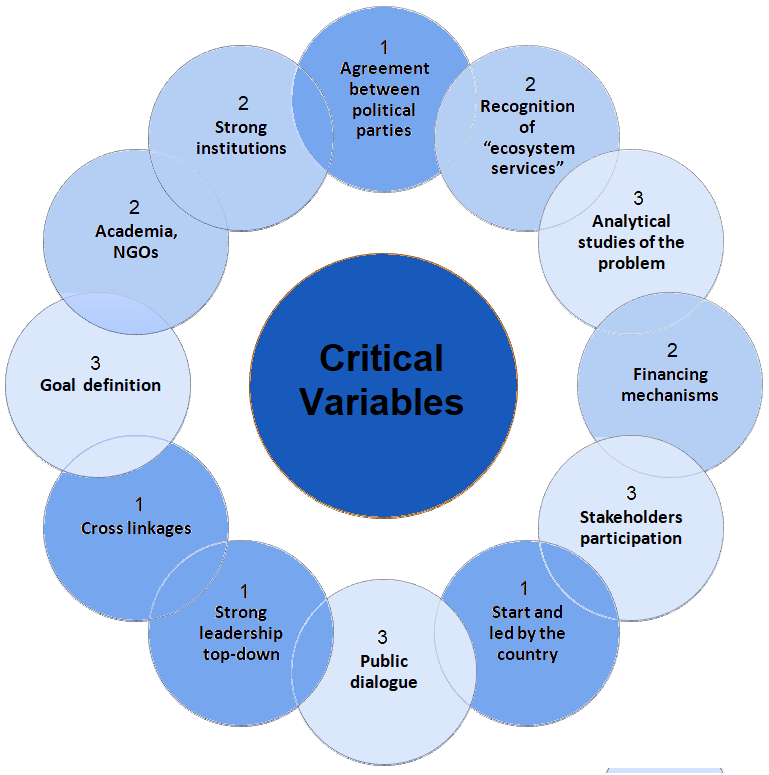 1
Agreement
between
political
parties
2
Recognition
of
“ecosystem
services”
3
Analytical
studies of the
problem
2
Financing
mechanisms
3
Stakeholders
participation
1
Start and
led by the
country
3
Public
dialogue
1
Strong
leadership
top-down
1
Cross linkages
3
Goal definition
2
Academia,
NGOs
2
Strong
institutions
Critical
Variables